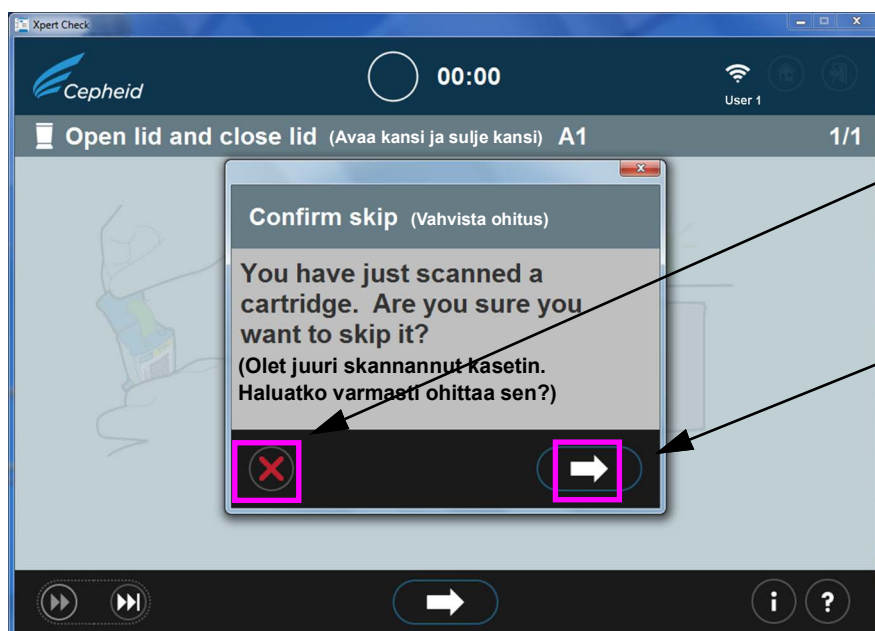 Xpert Check
Cepheid
00:00
User 1
Open lid and close lid (Avaa kansi ja sulje kansi) A1 1/1
Confirm skip (Vahvista ohitus)
You have just scanned a
cartridge. Are you sure you
want to skip it?
(Olet juuri skannannut kasetin.
Haluatko varmasti ohittaa sen?)
i ?